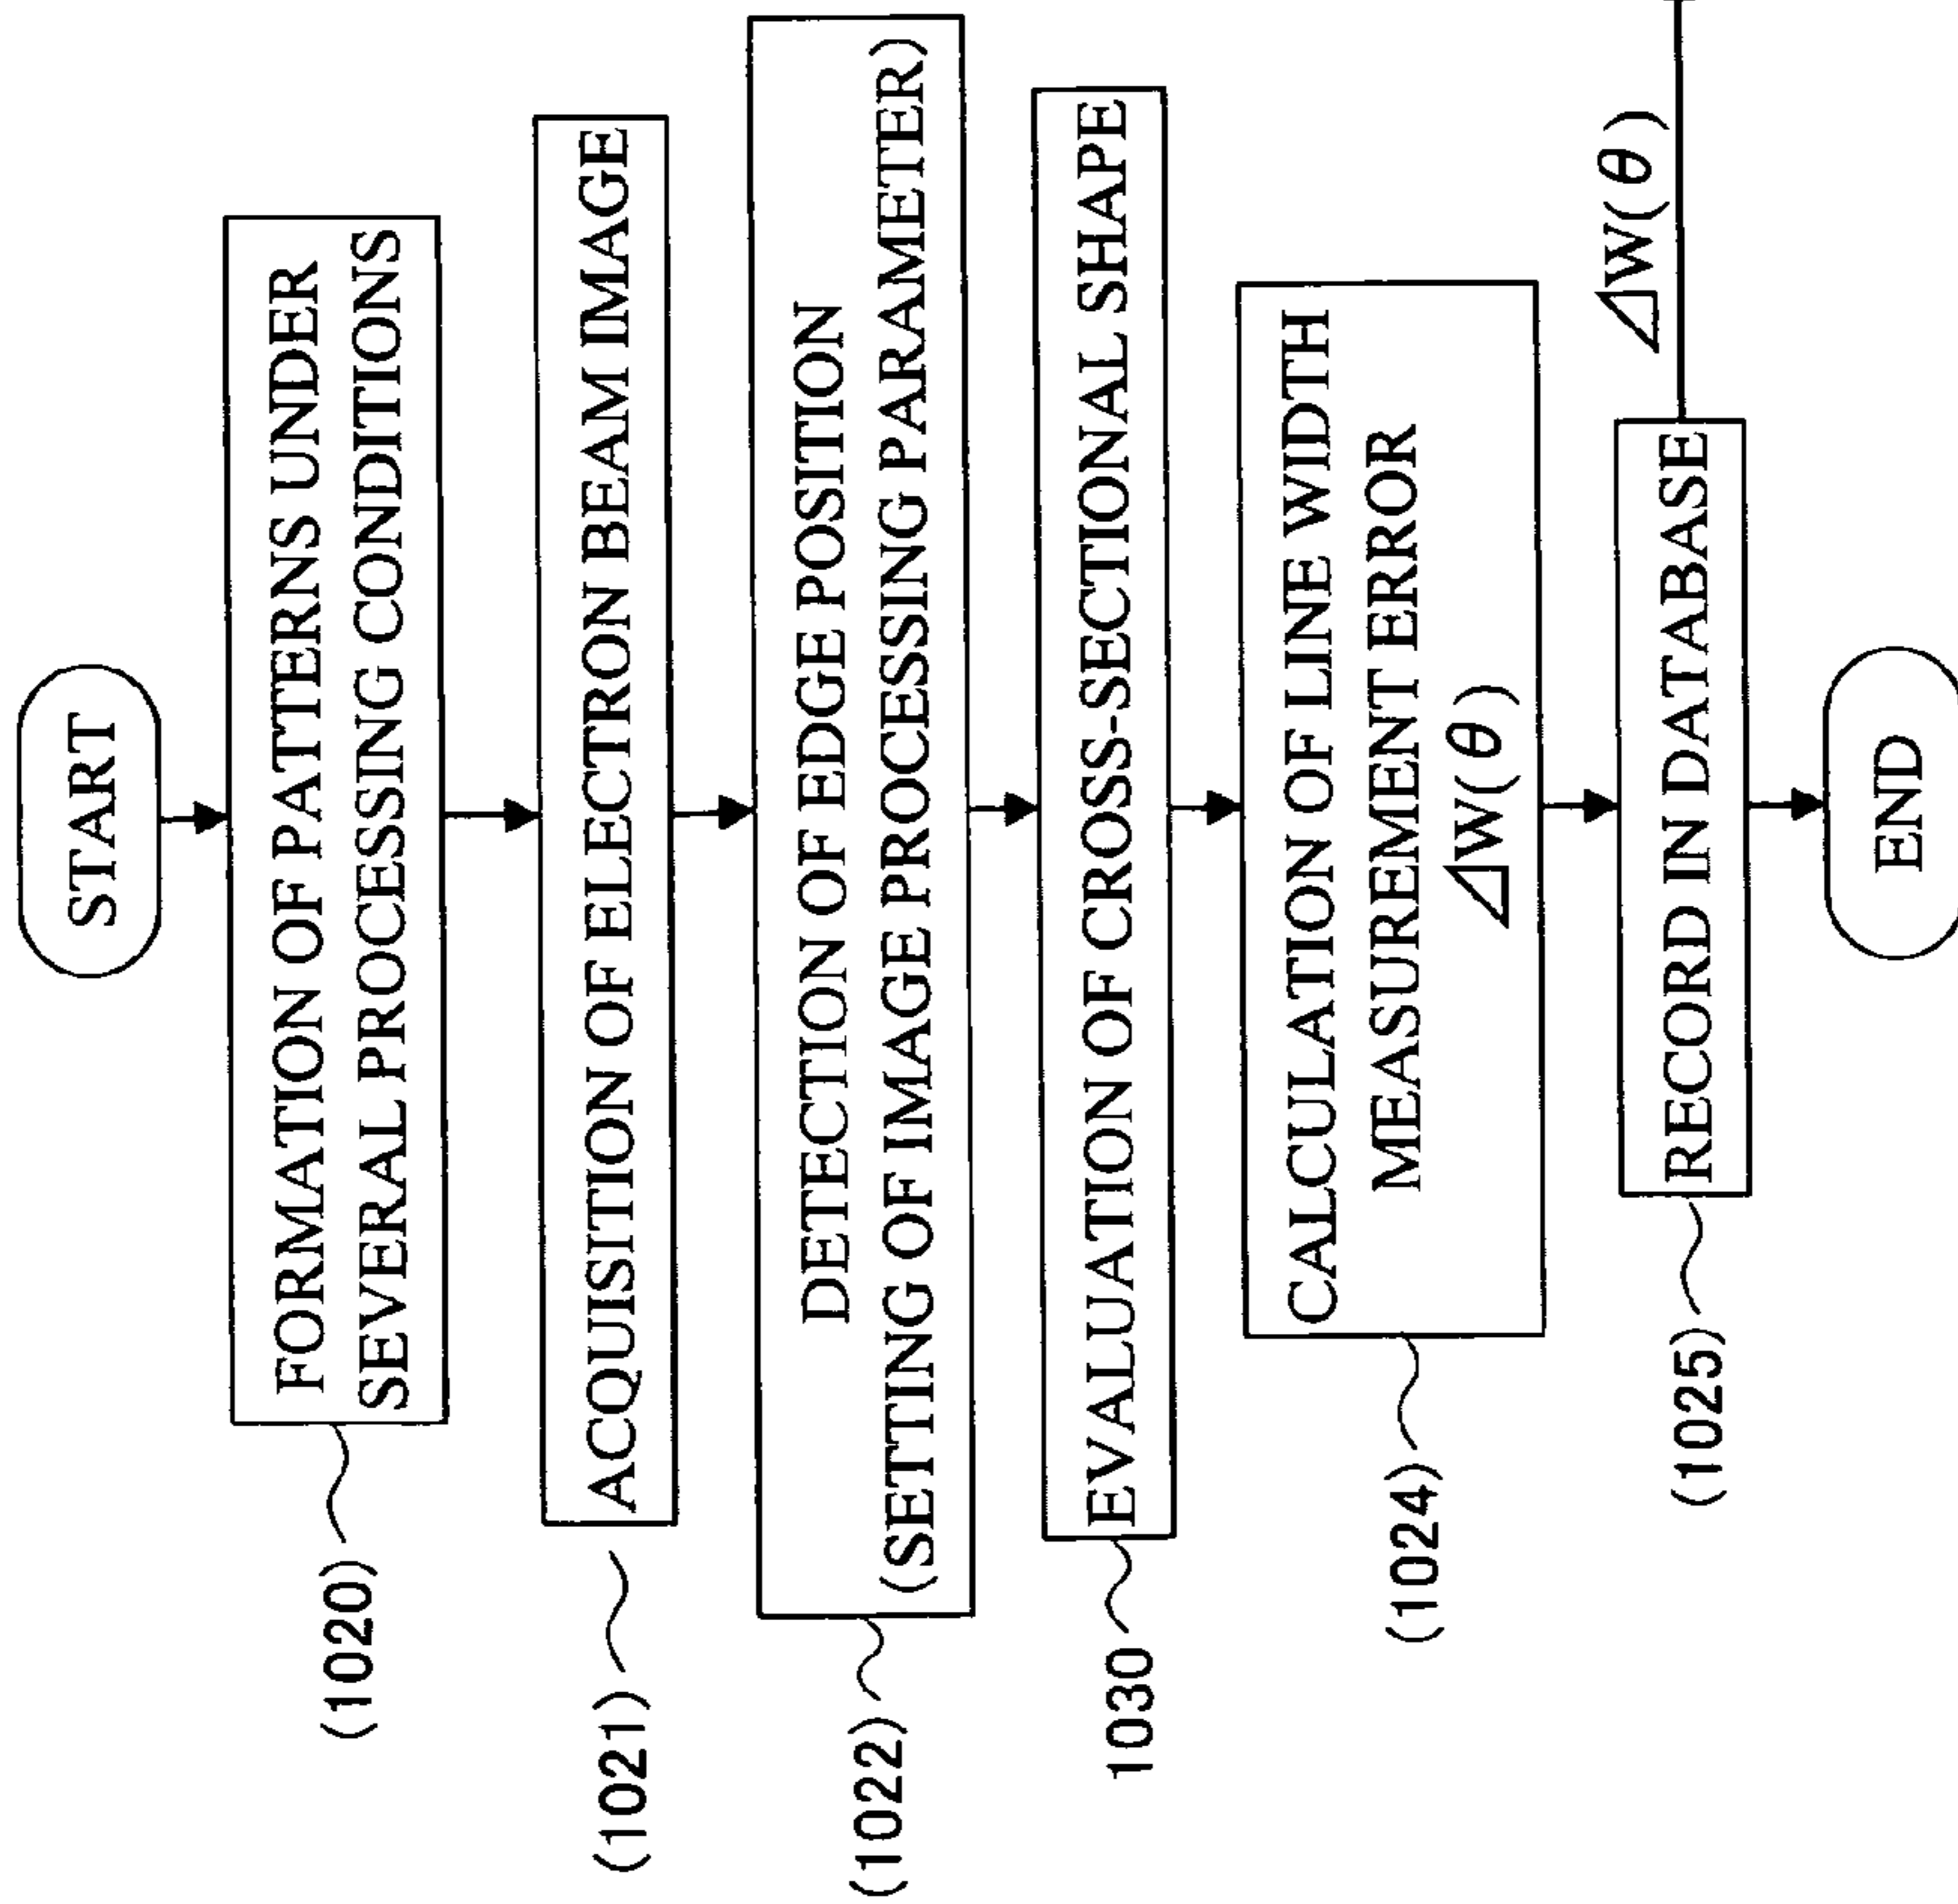 START
(1020)
FORMATION OF PATTERNS UNDER
SEVERAL PROCESSING CONDITIONS
(1021)
ACQUISITION OF ELECTRON BEAM IMAGE
(1022)
DETECTION OF EDGE POSITION
(SETTING OF IMAGE PROCESSING PARAMETER)
1030
EVALUATION OF CROSS-SECTIONAL SHAPE
(1024)
CALCULATION OF LINE WIDTH
MEASUREMENT ERROR
ΔW(θ)
(1025)
RECORD IN DATABASE
ΔW(θ)
END